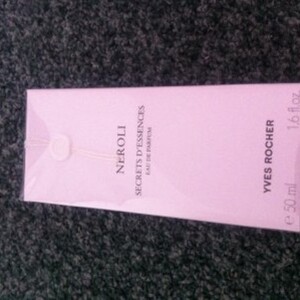 NEROLI
SECRETS D'ESSENCES
EAU DE PARFUM
YVES ROCHER
e 50 ml 1.6 fl.oz